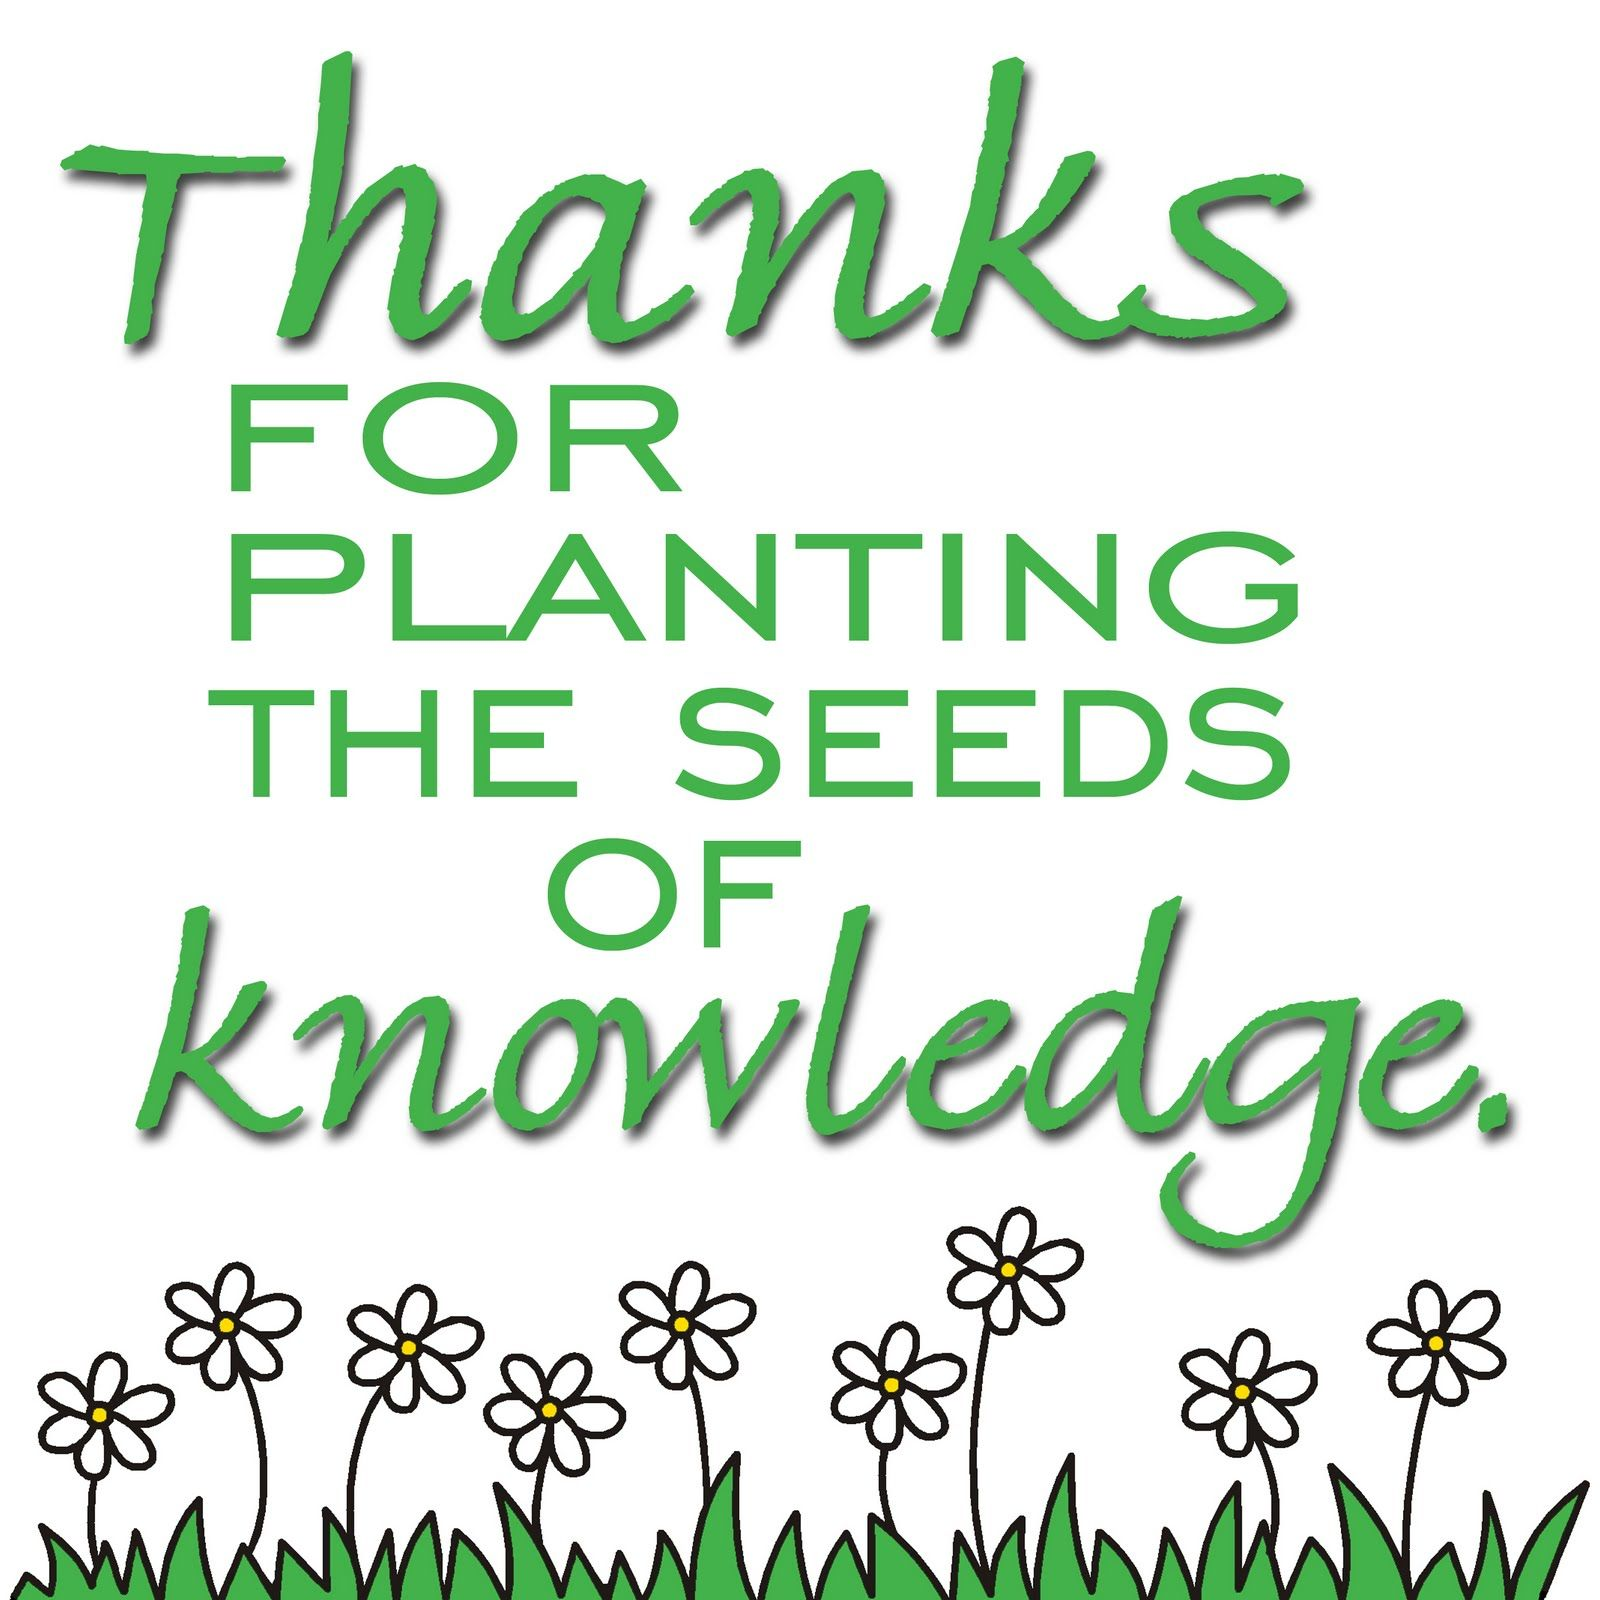 Thanks
FOR
PLANTING
THE SEEDS
OF
knowledge.